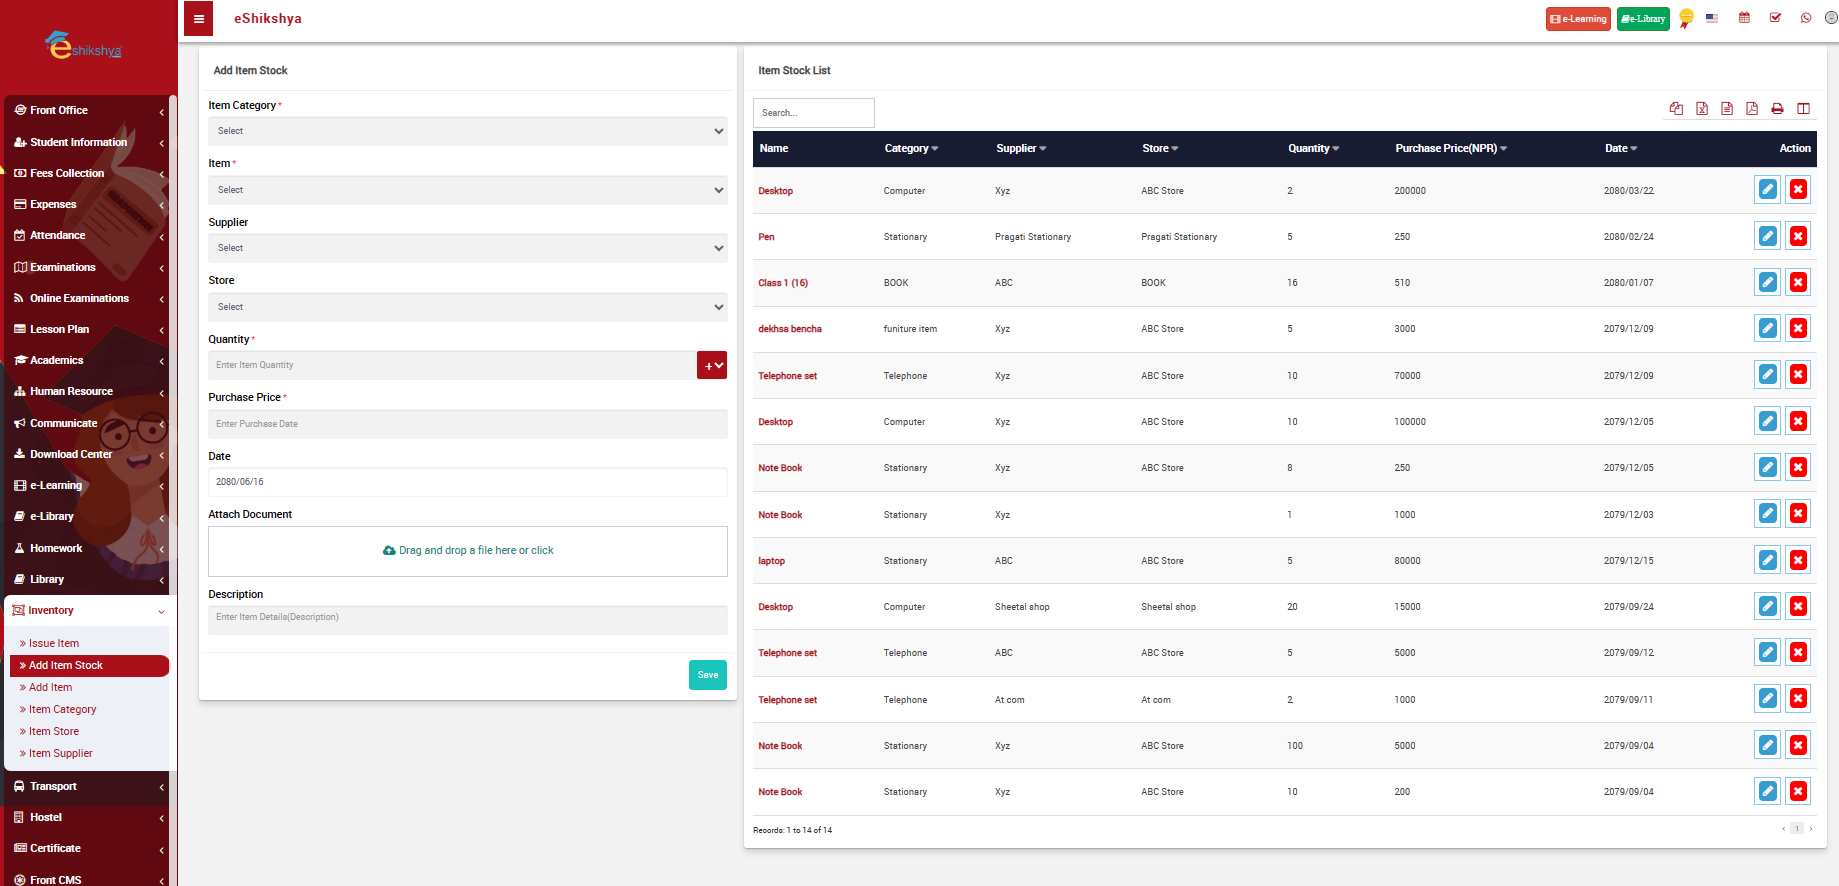 eshikshya
eShikshya
e-Learning
e-Library
Front Office
Student Information
Fees Collection
Expenses
Attendance
Examinations
Online Examinations
Lesson Plan
Academics
Human Resource
Communicate
Download Center
e-Learning
e-Library
Homework
Library
Inventory
» Issue Item
» Add Item Stock
» Add Item
» Item Category
» Item Store
» Item Supplier
Transport
Hostel
Certificate
Front CMS
Add Item Stock
Item Category *
Select
Item *
Select
Supplier
Select
Store
Select
Quantity *
Enter Item Quantity
+
Purchase Price *
Enter Purchase Date
Date
2080/06/16
Attach Document
Drag and drop a file here or click
Description
Enter Item Details(Description)
Save
Item Stock List
Search...
Name Category Supplier Store Quantity Purchase Price(NPR) Date Action
Desktop Computer Xyz ABC Store 2 200000 2080/03/22
Pen Stationary Pragati Stationary Pragati Stationary 5 250 2080/02/24
Class 1 (16) BOOK ABC BOOK 16 510 2080/01/07
dekhsa bencha funiture item Xyz ABC Store 5 3000 2079/12/09
Telephone set Telephone Xyz ABC Store 10 70000 2079/12/09
Desktop Computer Xyz ABC Store 10 100000 2079/12/05
Note Book Stationary Xyz ABC Store 8 250 2079/12/05
Note Book Stationary Xyz 1 1000 2079/12/03
laptop Stationary ABC ABC Store 5 80000 2079/12/15
Desktop Computer Sheetal shop Sheetal shop 20 15000 2079/09/24
Telephone set Telephone ABC ABC Store 5 5000 2079/09/12
Telephone set Telephone At com At com 2 1000 2079/09/11
Note Book Stationary Xyz ABC Store 100 5000 2079/09/04
Note Book Stationary Xyz ABC Store 10 200 2079/09/04
Records: 1 to 14 of 14
‹ 1 ›